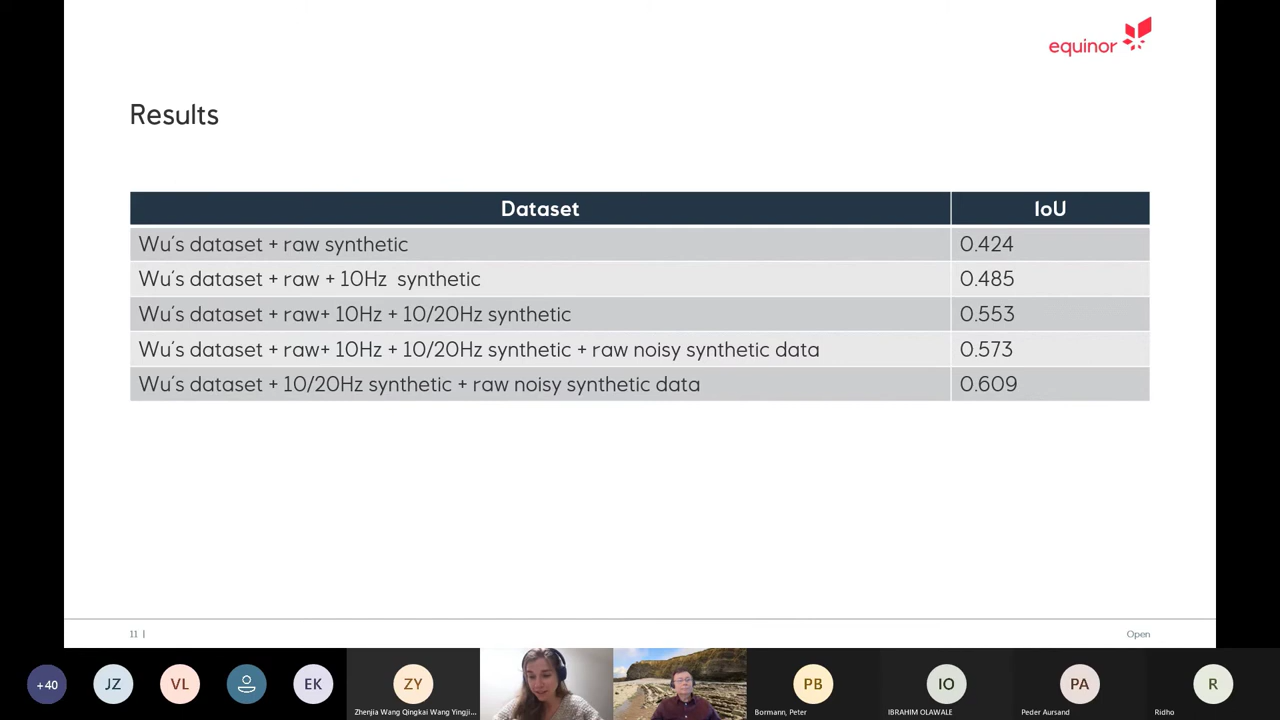 equinor
Results
Dataset IoU
Wu's dataset + raw synthetic 0.424
Wu's dataset + raw + 10Hz  synthetic 0.485
Wu's dataset + raw+ 10Hz + 10/20Hz synthetic 0.553
Wu's dataset + raw+ 10Hz + 10/20Hz synthetic + raw noisy synthetic data 0.573
Wu's dataset + 10/20Hz synthetic + raw noisy synthetic data 0.609
11 | Open
+40 JZ VL EK ZY PB IO PA R
Zhenjia Wang Qingkai Wang Yingji... Bormann, Peter IBRAHIM OLAWALE Peder Aursand Ridho